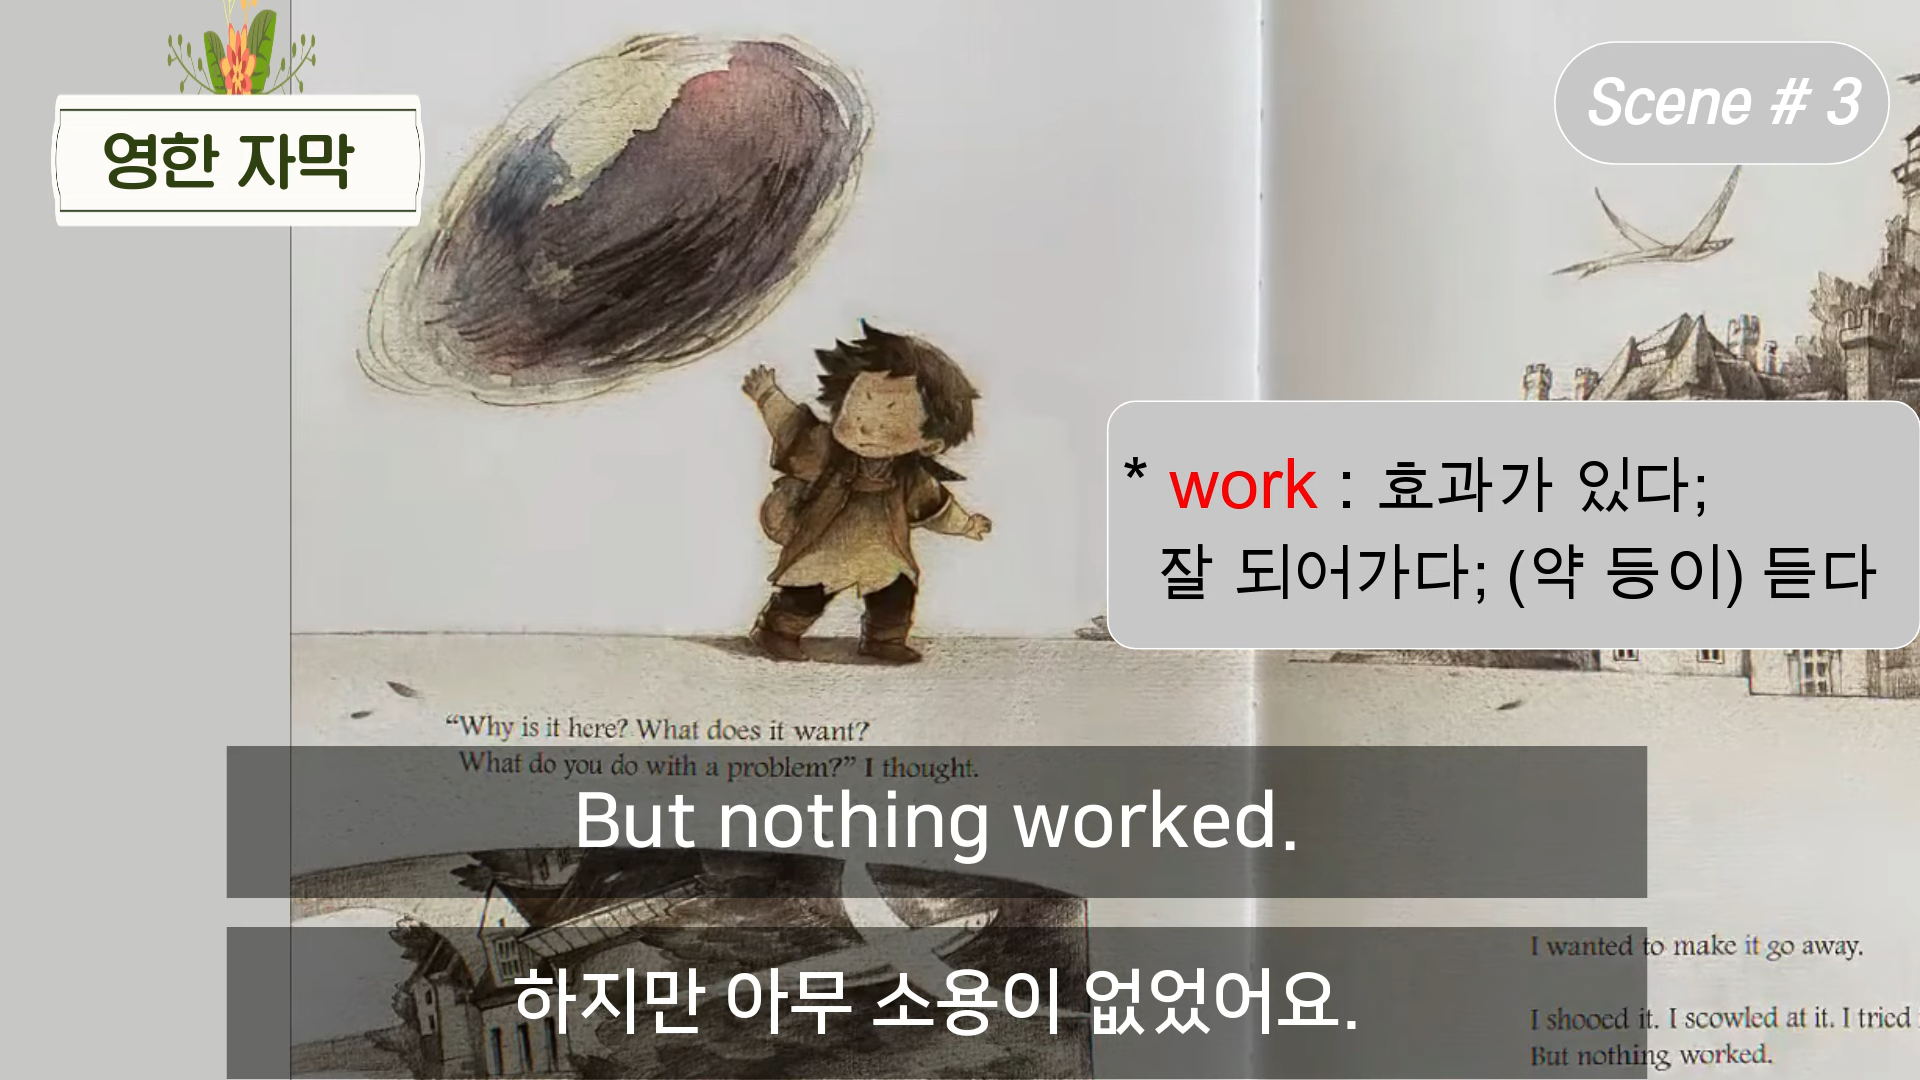 영한 자막
Scene # 3
* work : 효과가 있다;
잘 되어가다; (약 등이) 듣다
“Why is it here? What does it want?
What do you do with a problem?” I thought.
But nothing worked.
하지만 아무 소용이 없었어요.
I wanted to make it go away.
I shooed it. I scowled at it. I tried
But nothing worked.